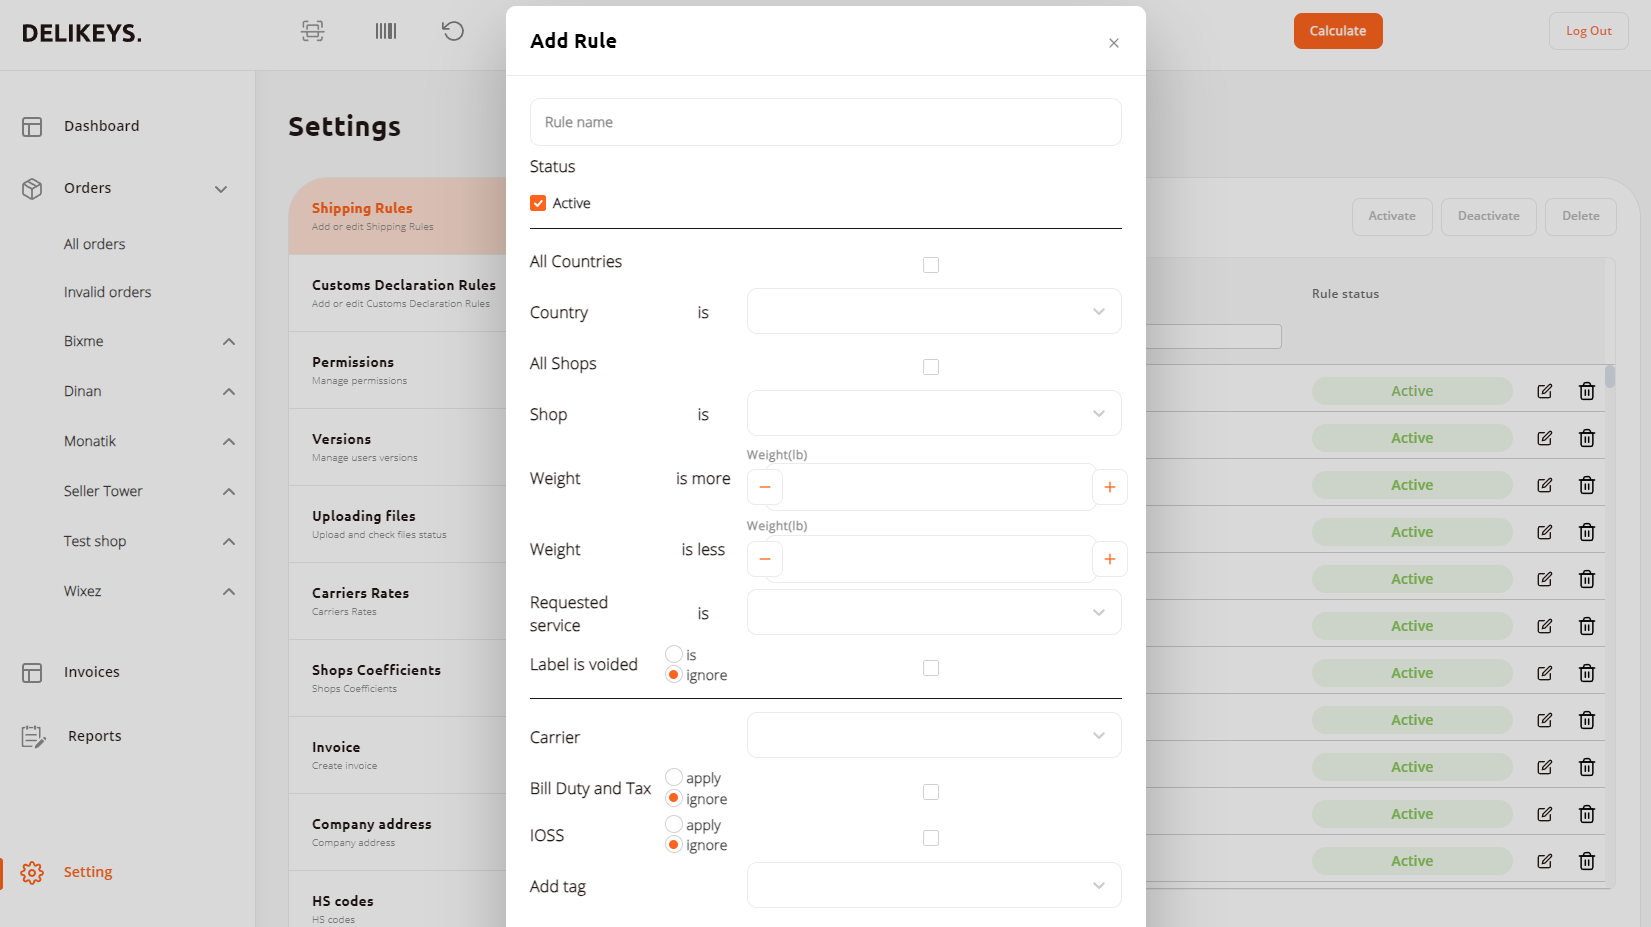 DELIKEYS.
Calculate
Log Out
Dashboard
Orders
All orders
Invalid orders
Bixme
Dinan
Monatik
Seller Tower
Test shop
Wixez
Invoices
Reports
Setting
Settings
Shipping Rules
Add or edit Shipping Rules
Customs Declaration Rules
Add or edit Customs Declaration Rules
Permissions
Manage permissions
Versions
Manage users versions
Uploading files
Upload and check files status
Carriers Rates
Carriers Rates
Shops Coefficients
Shops Coefficients
Invoice
Create invoice
Company address
Company address
HS codes
HS codes
Add Rule
Rule name
Status
Active
All Countries
Country is
All Shops
Shop is
Weight(lb)
Weight is more
Weight(lb)
Weight is less
Requested
service
is
Label is voided
is
ignore
Carrier
Bill Duty and Tax
apply
ignore
IOSS
apply
ignore
Add tag
Activate
Deactivate
Delete
Rule status
Active
Active
Active
Active
Active
Active
Active
Active
Active
Active
Active